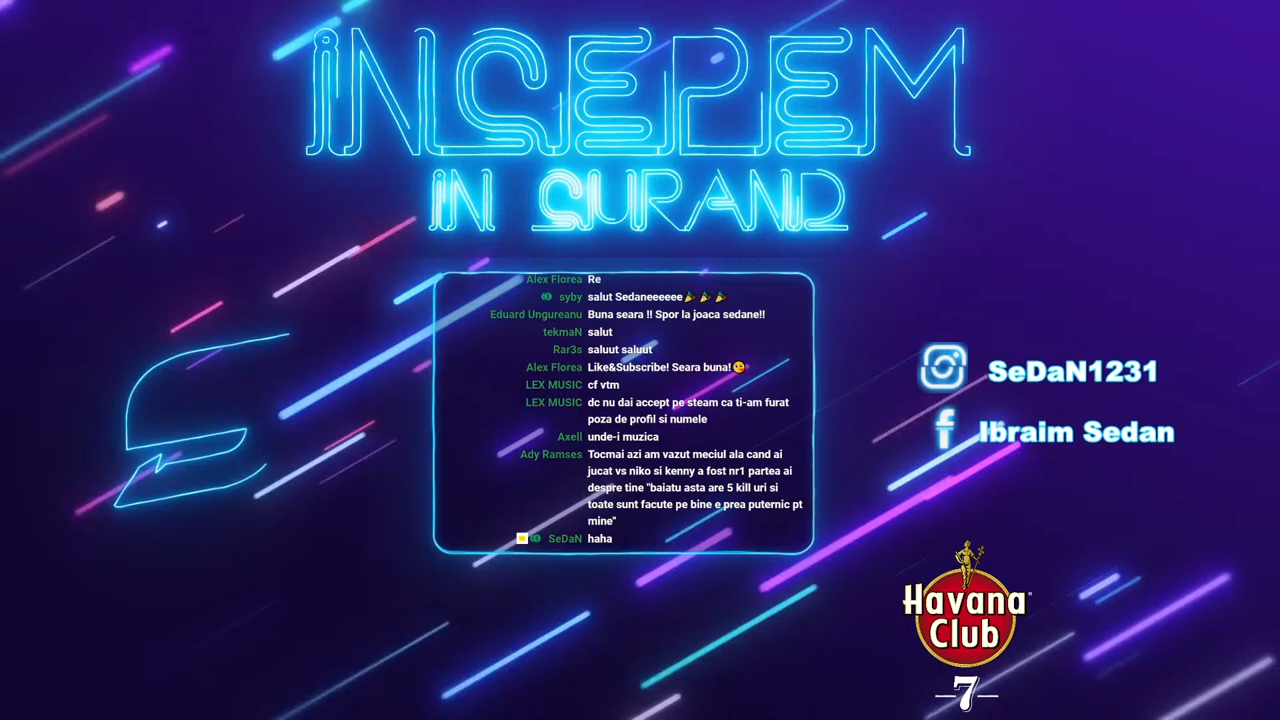 iNCEPEM
iN CURAND
Alex Florea Re
syby salut Sedaneeeeee🎉 🎉 🎉
Eduard Ungureanu Buna seara !! Spor la joaca sedane!!
tekmaN salut
Rar3s saluut saluut
Alex Florea Like&Subscribe! Seara buna!😘
LEX MUSIC cf vtm
LEX MUSIC dc nu dai accept pe steam ca ti-am furat
poza de profil si numele
Axell unde-i muzica
Ady Ramses Tocmai azi am vazut meciul ala cand ai
jucat vs niko si kenny a fost nr1 partea ai
despre tine "baiatu asta are 5 kill uri si
toate sunt facute pe bine e prea puternic pt
mine"
SeDaN haha
SeDaN1231
Ibraim Sedan
Havana
Club
7